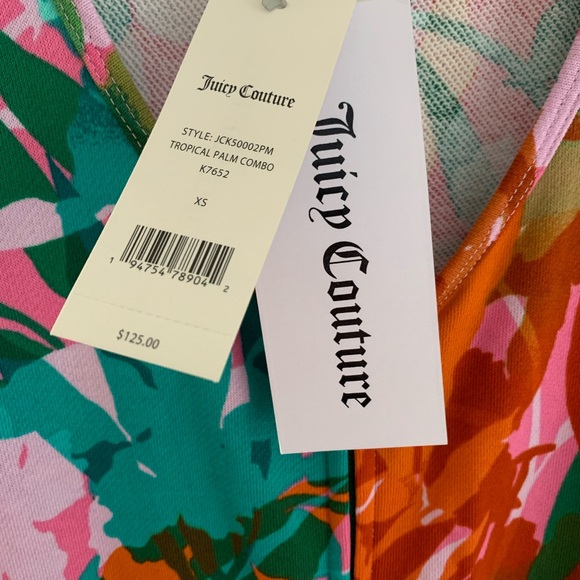 Juicy Couture
STYLE: JCK50002PM
TROPICAL PALM COMBO
K7652
XS
1 94754 78904 2
$125.00
Juicy Couture